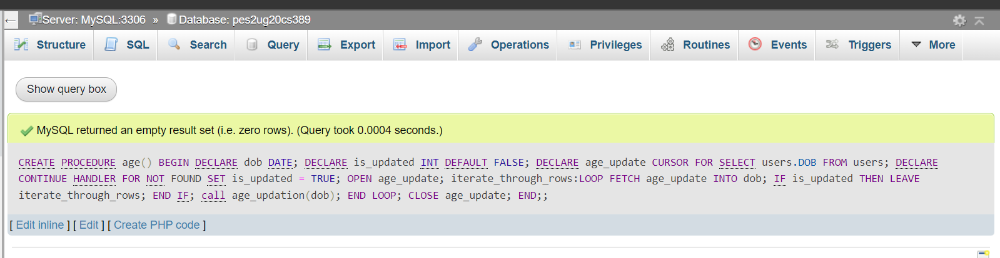 ← Server: MySQL:3306 » Database: pes2ug20cs389
Structure SQL Search Query Export Import Operations Privileges Routines Events Triggers More
Show query box
MySQL returned an empty result set (i.e. zero rows). (Query took 0.0004 seconds.)
CREATE PROCEDURE age() BEGIN DECLARE dob DATE; DECLARE is_updated INT DEFAULT FALSE; DECLARE age_update CURSOR FOR SELECT users.DOB FROM users; DECLARE
CONTINUE HANDLER FOR NOT FOUND SET is_updated = TRUE; OPEN age_update; iterate_through_rows:LOOP FETCH age_update INTO dob; IF is_updated THEN LEAVE
iterate_through_rows; END IF; call age_updation(dob); END LOOP; CLOSE age_update; END;;
[ Edit inline ] [ Edit ] [ Create PHP code ]